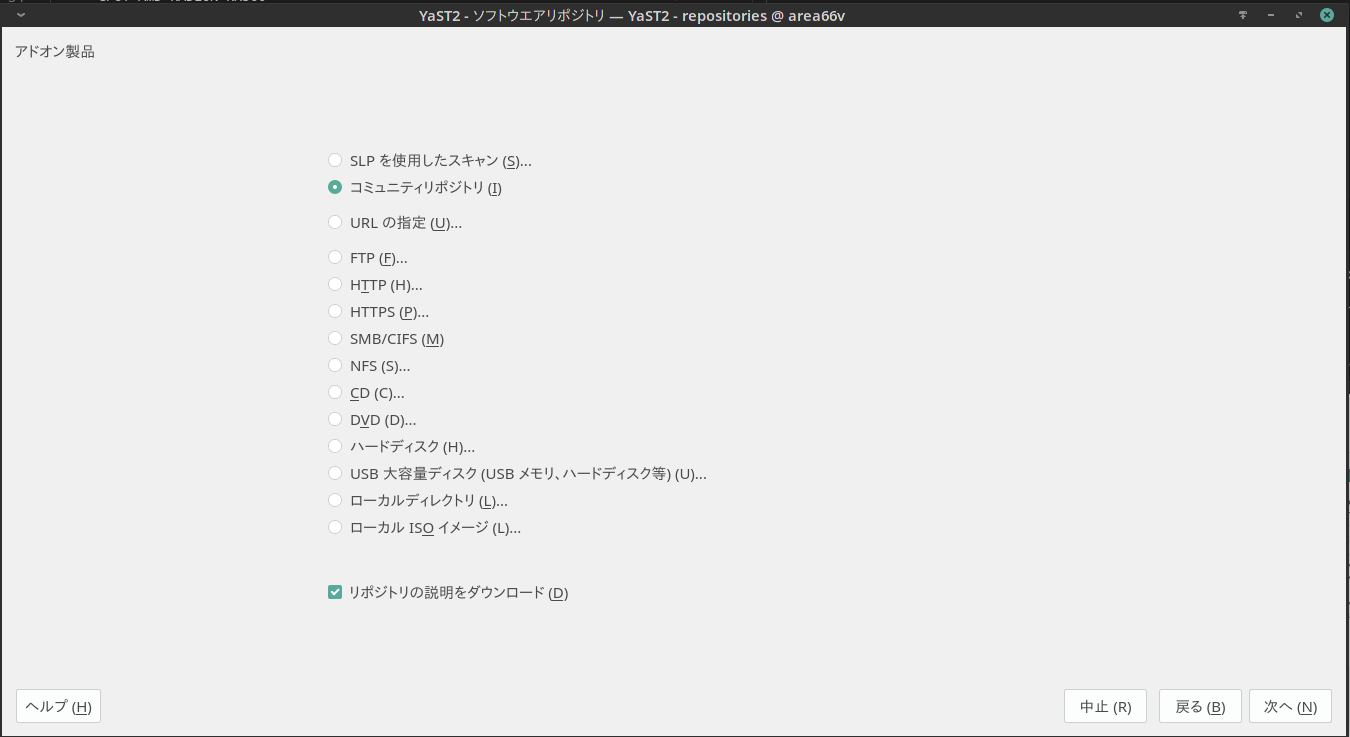 YaST2 - ソフトウエアリポジトリ — YaST2 - repositories @ area66v
アドオン製品
SLP を使用したスキャン (S)...
コミュニティリポジトリ (I)
URL の指定 (U)...
FTP (F)...
HTTP (H)...
HTTPS (P)...
SMB/CIFS (M)
NFS (S)...
CD (C)...
DVD (D)...
ハードディスク (H)...
USB 大容量ディスク (USB メモリ、ハードディスク等) (U)...
ローカルディレクトリ (L)...
ローカル ISO イメージ (L)...
リポジトリの説明をダウンロード (D)
ヘルプ (H)
中止 (R)
戻る (B)
次へ (N)